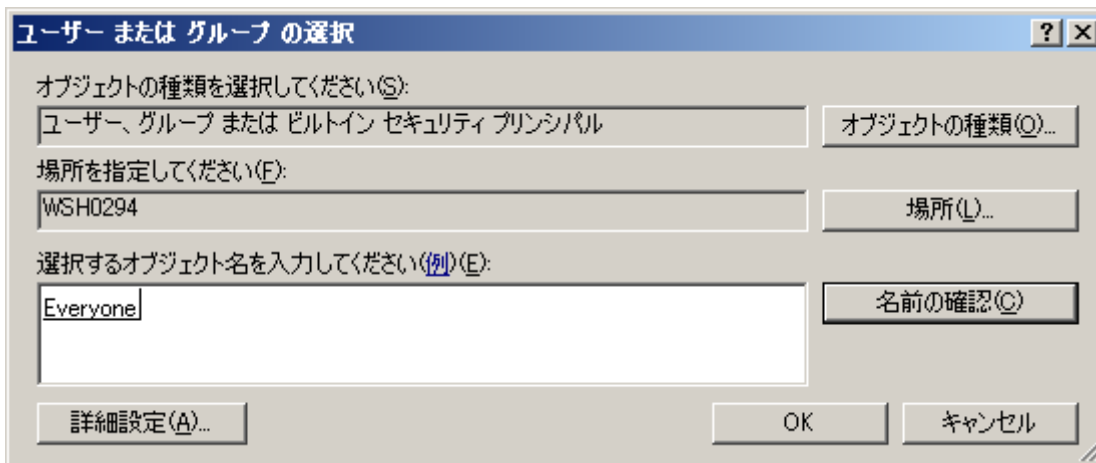 ユーザー または グループ の選択
オブジェクトの種類を選択してください(S):
ユーザー、グループ または ビルトイン セキュリティ プリンシパル
オブジェクトの種類(O)...
場所を指定してください(F):
WSH0294
場所(L)...
選択するオブジェクト名を入力してください(例)(E):
Everyone
名前の確認(C)
詳細設定(A)...
OK
キャンセル